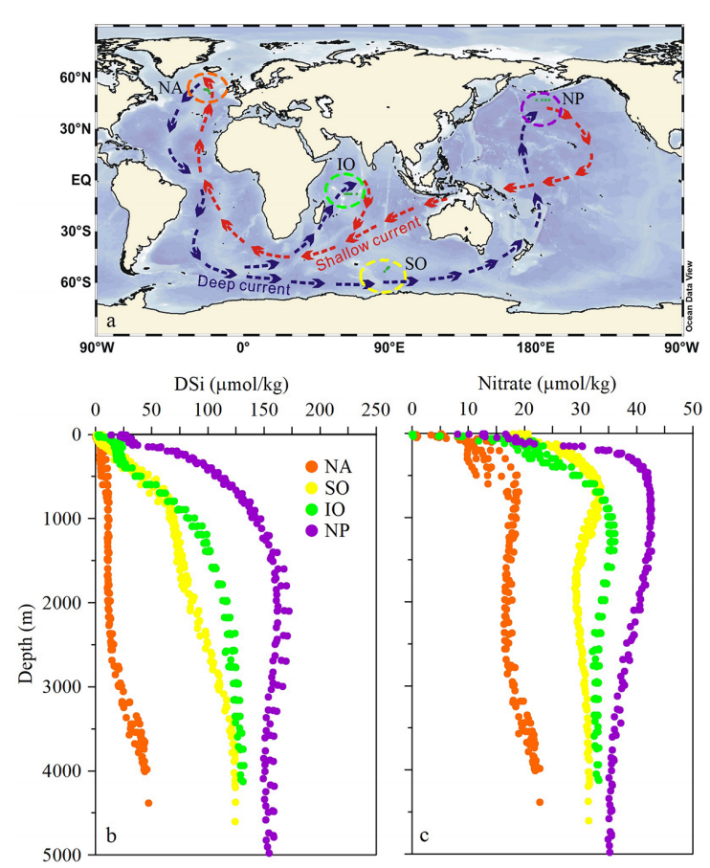 60°N
30°N
EQ
30°S
60°S
NA
NP
IO
SO
Shallow current
Deep current
a
Ocean Data View
90°W
0°
90°E
180°E
90°W
DSi (μmol/kg)
0
50
100
150
200
250
0
1000
2000
3000
4000
5000
Depth (m)
NA
SO
IO
NP
b
Nitrate (μmol/kg)
0
10
20
30
40
50
c